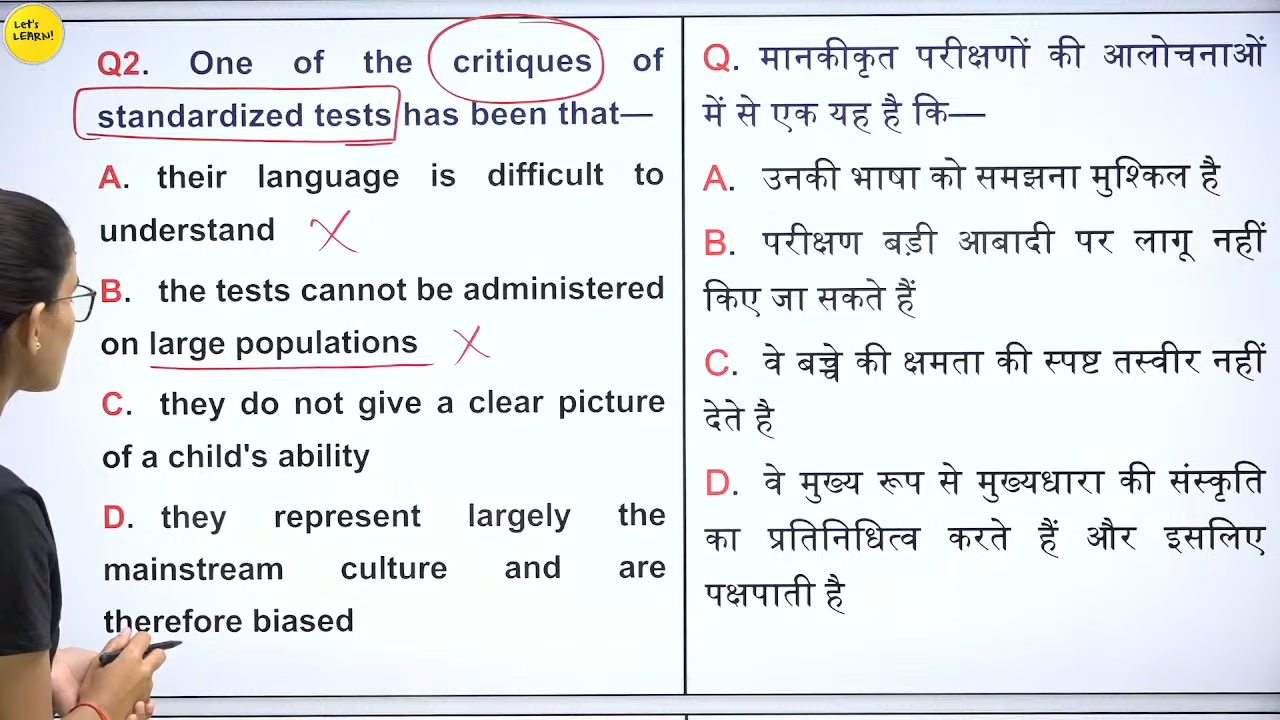 Let's
LEARN!
Q2. One of the critiques of
standardized tests has been that—
A. their language is difficult to
understand
B. the tests cannot be administered
on large populations
C. they do not give a clear picture
of a child's ability
D. they represent largely the
mainstream culture and are
therefore biased
Q. मानकीकृत परीक्षणों की आलोचनाओं
में से एक यह है कि—
A. उनकी भाषा को समझना मुश्किल है
B. परीक्षण बड़ी आबादी पर लागू नहीं
किए जा सकते हैं
C. वे बच्चे की क्षमता की स्पष्ट तस्वीर नहीं
देते है
D. वे मुख्य रूप से मुख्यधारा की संस्कृति
का प्रतिनिधित्व करते हैं और इसलिए
पक्षपाती है